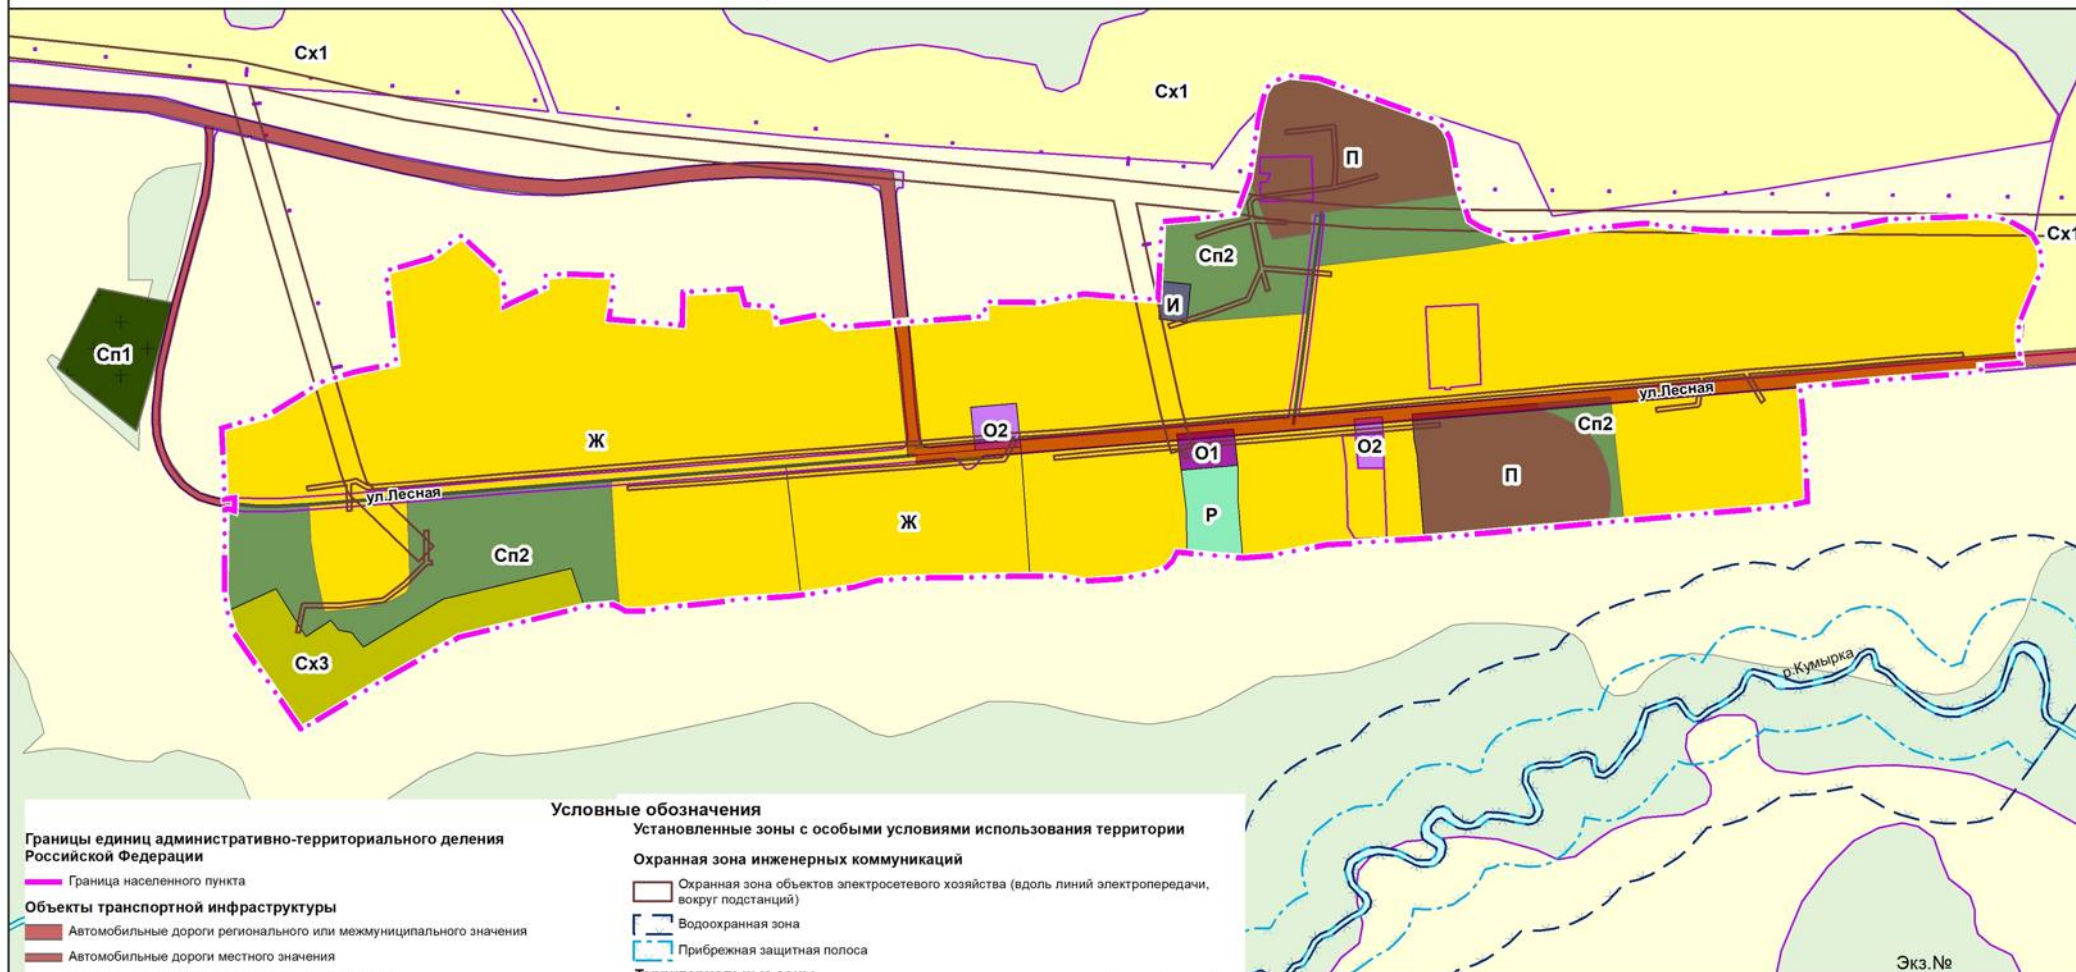 Сх1
Сх1
П
Сп2
Сх1
И
Сп1
ул.Лесная
О2
Сп2
Ж
О2
О1
П
ул.Лесная
Ж
Р
Сп2
Сх3
р.Кумырка
Условные обозначения
Границы единиц административно-территориального деления
Российской Федерации
Граница населенного пункта
Объекты транспортной инфраструктуры
Автомобильные дороги регионального или межмуниципального значения
Автомобильные дороги местного значения
Установленные зоны с особыми условиями использования территории
Охранная зона инженерных коммуникаций
Охранная зона объектов электросетевого хозяйства (вдоль линий электропередачи,
вокруг подстанций)
Водоохранная зона
Прибрежная защитная полоса
Экз.№